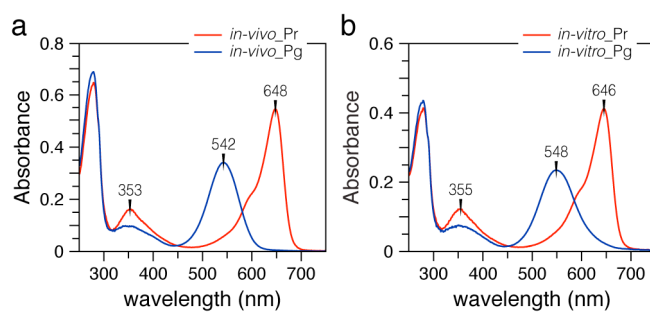 a
in-vivo_Pr
in-vivo_Pg
0.8
0.6
0.4
0.2
0
Absorbance
353
542
648
300 400 500 600 700
wavelength (nm)
b
in-vitro_Pr
in-vitro_Pg
0.6
0.4
0.2
0
Absorbance
355
548
646
300 400 500 600 700
wavelength (nm)